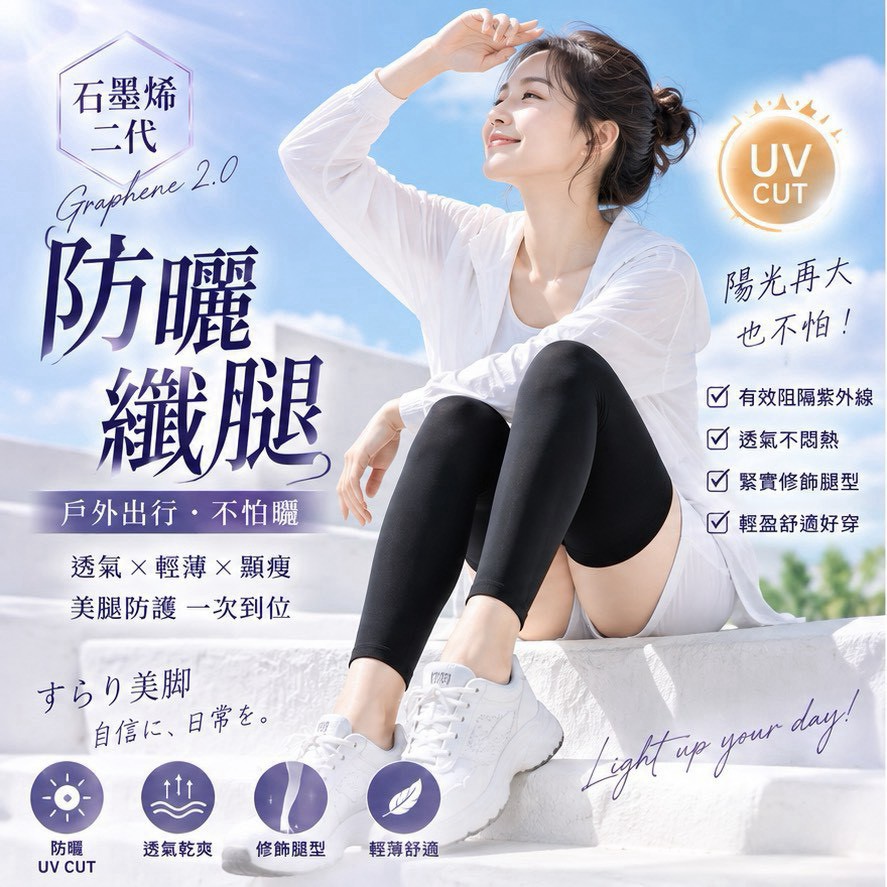 石墨烯
二代
Graphene 2.0
防曬
纖腿
戶外出行・不怕曬
透氣×輕薄×顯瘦
美腿防護 一次到位
すらり美脚
自信に、日常を。
防曬
UV CUT
透氣乾爽
修飾腿型
輕薄舒適
UV
CUT
陽光再大
也不怕！
有效阻隔紫外線
透氣不悶熱
緊實修飾腿型
輕盈舒適好穿
Light up your day!